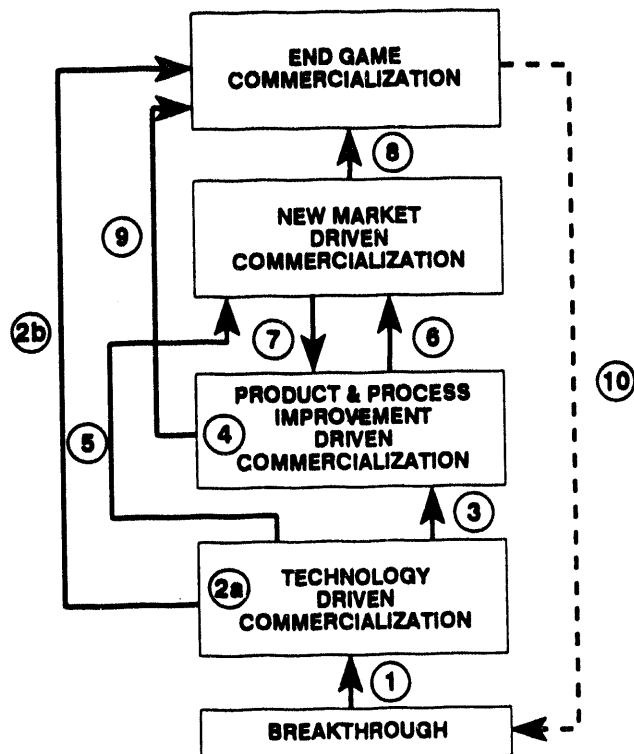 END GAME
COMMERCIALIZATION
8
NEW MARKET
DRIVEN
COMMERCIALIZATION
9
2b
7
6
10
PRODUCT & PROCESS
IMPROVEMENT
DRIVEN
COMMERCIALIZATION
4
5
3
2a
TECHNOLOGY
DRIVEN
COMMERCIALIZATION
1
BREAKTHROUGH